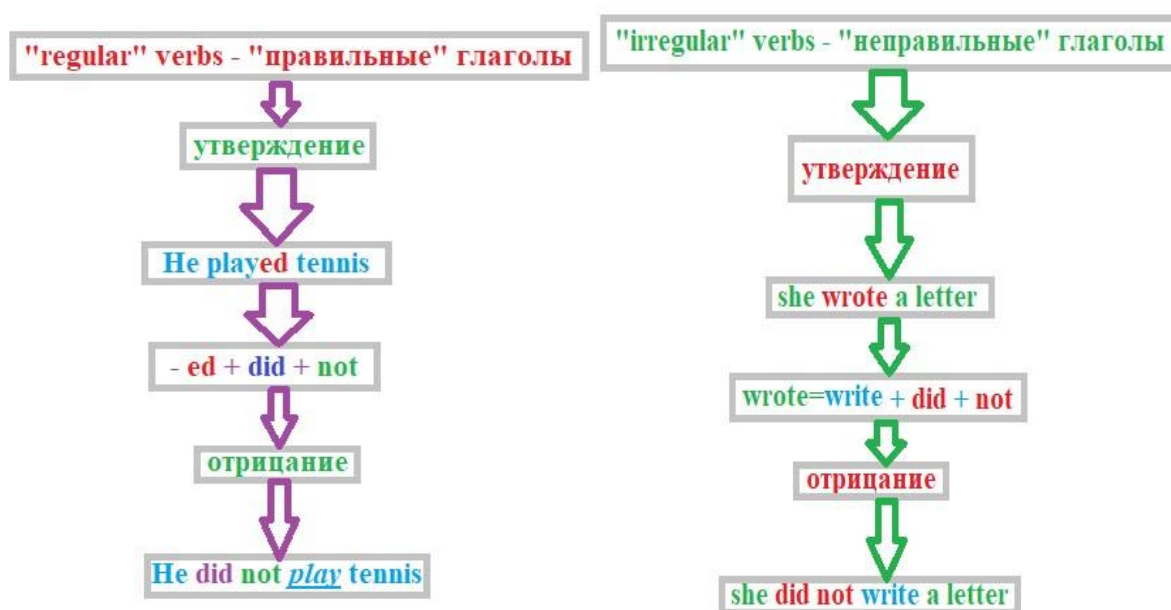 "regular" verbs - "правильные" глаголы
утверждение
He played tennis
- ed + did + not
отрицание
He did not play tennis
"irregular" verbs - "неправильные" глаголы
утверждение
she wrote a letter
wrote=write + did + not
отрицание
she did not write a letter